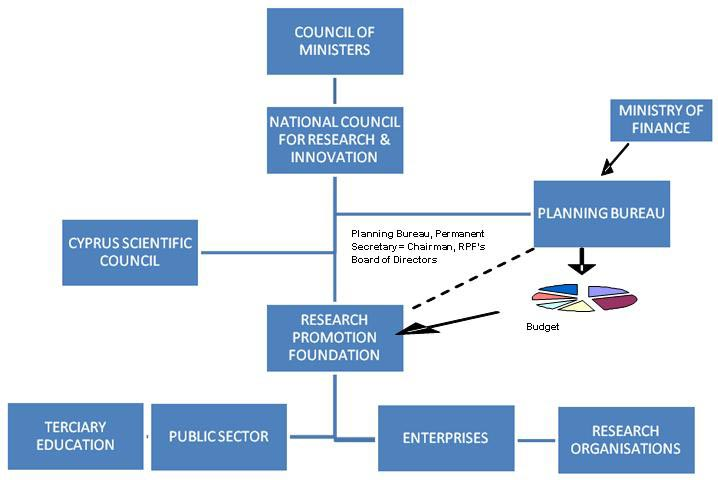 COUNCIL OF
MINISTERS
NATIONAL COUNCIL
FOR RESEARCH &
INNOVATION
MINISTRY OF
FINANCE
PLANNING BUREAU
CYPRUS SCIENTIFIC
COUNCIL
Planning Bureau, Permanent
Secretary= Chairman, RPF's
Board of Directors
Budget
RESEARCH
PROMOTION
FOUNDATION
TERCIARY
EDUCATION
PUBLIC SECTOR
ENTERPRISES
RESEARCH
ORGANISATIONS